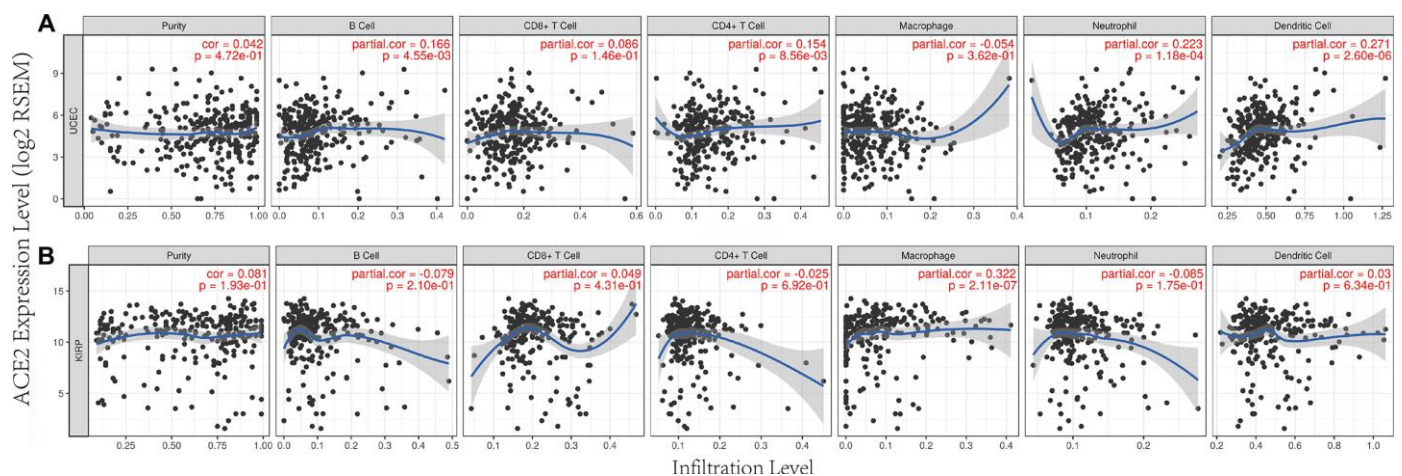 A
Purity
B Cell
CD8+ T Cell
CD4+ T Cell
Macrophage
Neutrophil
Dendritic Cell
cor = 0.042
p = 4.72e-01
partial.cor = 0.166
p = 4.55e-03
partial.cor = 0.086
p = 1.46e-01
partial.cor = 0.154
p = 8.56e-03
partial.cor = -0.054
p = 3.62e-01
partial.cor = 0.223
p = 1.18e-04
partial.cor = 0.271
p = 2.60e-06
UCEC
9
6
3
0
0.00 0.25 0.50 0.75 1.00
0.0 0.1 0.2 0.3 0.4
0.0 0.2 0.4 0.6
0.0 0.1 0.2 0.3 0.4
0.0 0.1 0.2 0.3 0.4
0.1 0.2
0.25 0.50 0.75 1.00 1.25
ACE2 Expression Level (log2 RSEM)
B
Purity
B Cell
CD8+ T Cell
CD4+ T Cell
Macrophage
Neutrophil
Dendritic Cell
cor = 0.081
p = 1.93e-01
partial.cor = -0.079
p = 2.10e-01
partial.cor = 0.049
p = 4.31e-01
partial.cor = -0.025
p = 6.92e-01
partial.cor = 0.322
p = 2.11e-07
partial.cor = -0.085
p = 1.75e-01
partial.cor = 0.03
p = 6.34e-01
KIRP
15
10
5
0.25 0.50 0.75 1.00
0.0 0.1 0.2 0.3 0.4 0.5
0.1 0.2 0.3 0.4
0.0 0.1 0.2 0.3 0.4
0.0 0.1 0.2 0.3 0.4
0.1 0.2
0.2 0.4 0.6 0.8 1.0
Infiltration Level